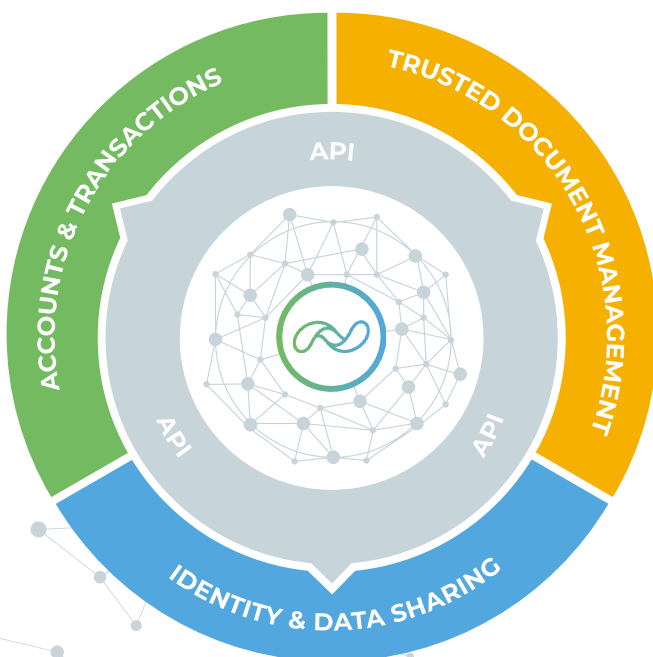 ACCOUNTS & TRANSACTIONS
TRUSTED DOCUMENT MANAGEMENT
API
API
API
IDENTITY & DATA SHARING